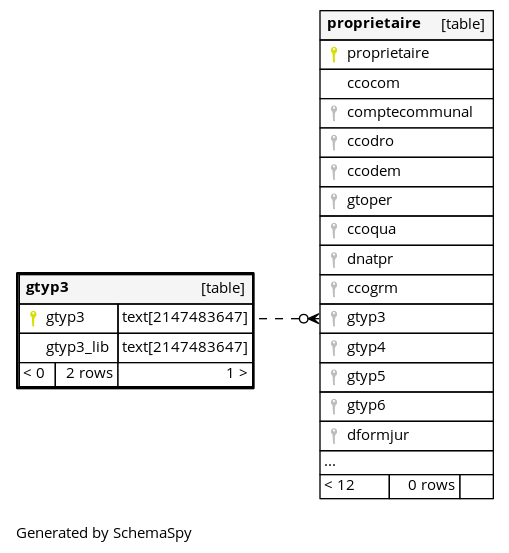 proprietaire [table]
proprietaire
ccocom
comptecommunal
ccodro
ccodem
gtoper
ccoqua
dnatpr
ccogrm
gtyp3
gtyp4
gtyp5
gtyp6
dformjur
...
< 12 0 rows
gtyp3 [table]
gtyp3 text[2147483647]
gtyp3_lib text[2147483647]
< 0 2 rows 1 >
Generated by SchemaSpy